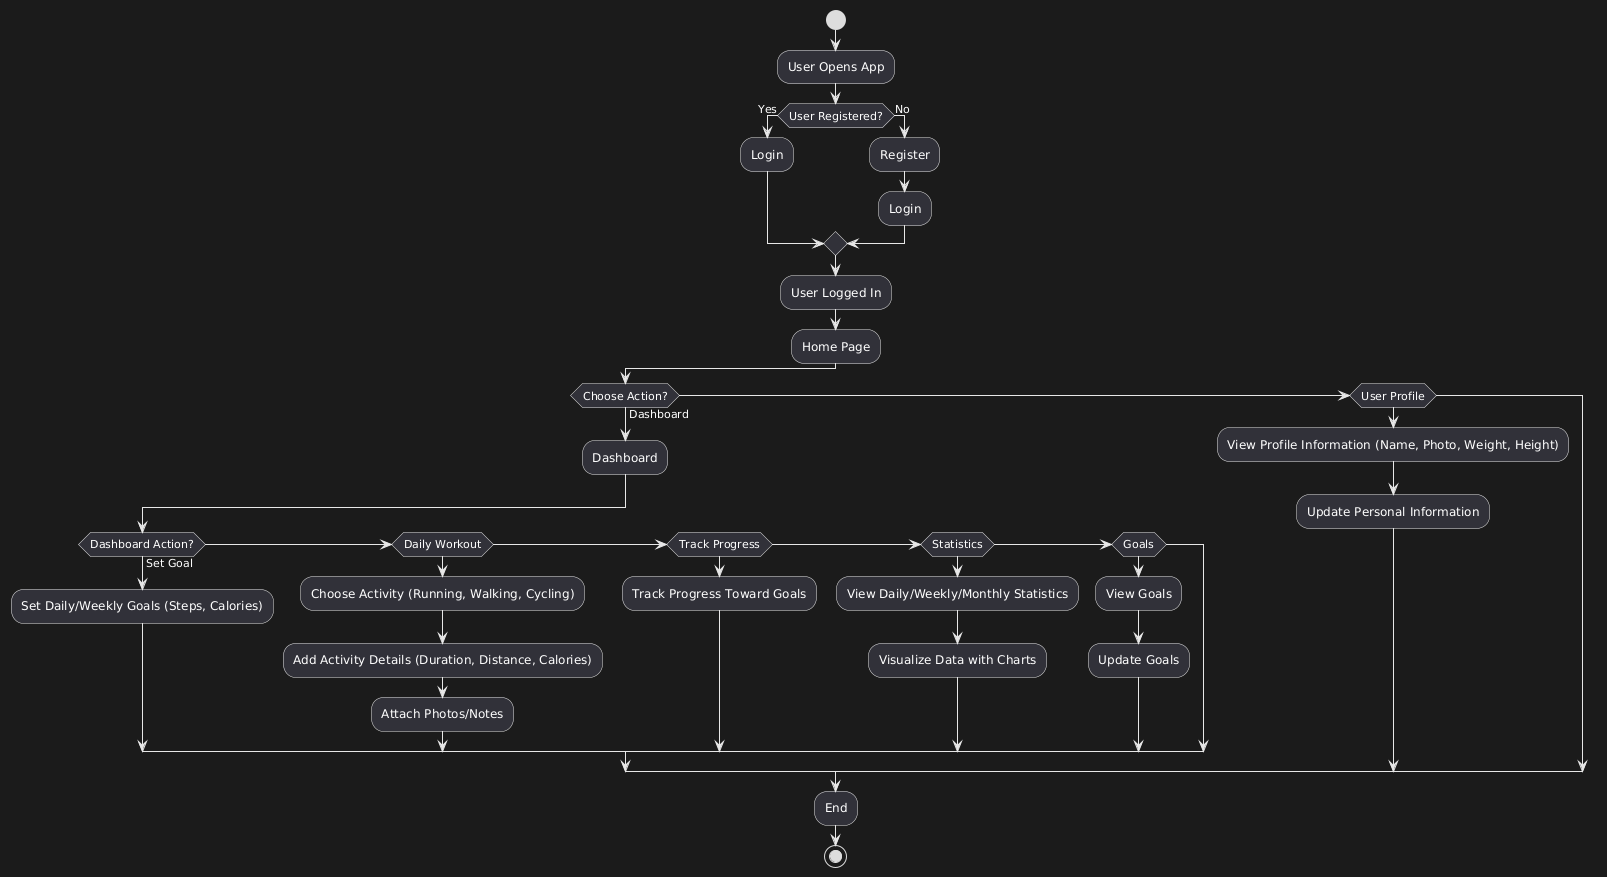 User Opens App
Yes
User Registered?
No
Login
Register
Login
User Logged In
Home Page
Choose Action?
Dashboard
Dashboard
User Profile
View Profile Information (Name, Photo, Weight, Height)
Update Personal Information
Dashboard Action?
Set Goal
Set Daily/Weekly Goals (Steps, Calories)
Daily Workout
Choose Activity (Running, Walking, Cycling)
Add Activity Details (Duration, Distance, Calories)
Attach Photos/Notes
Track Progress
Track Progress Toward Goals
Statistics
View Daily/Weekly/Monthly Statistics
Visualize Data with Charts
Goals
View Goals
Update Goals
End